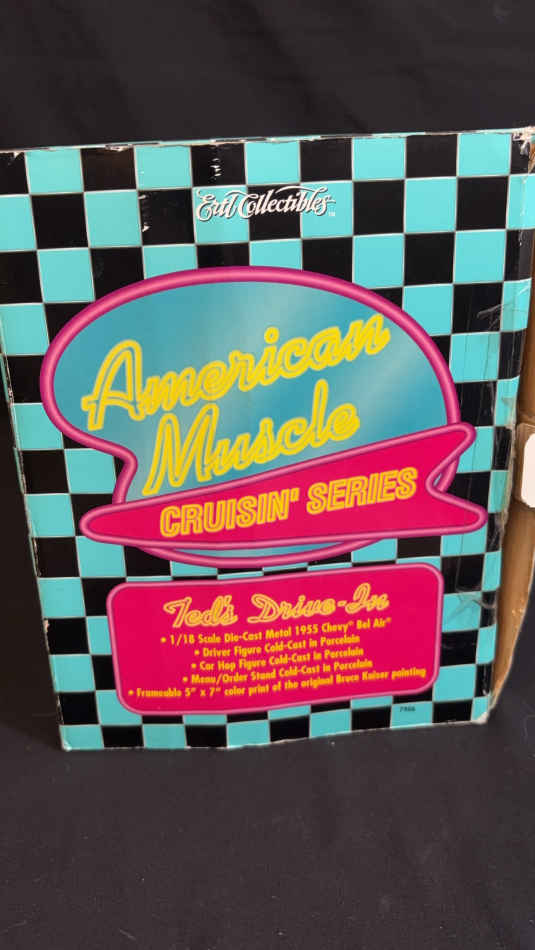 Ertl Collectibles™
American
Muscle
CRUISIN' SERIES
Ted's Drive-In
• 1/18 Scale Die-Cast Metal 1955 Chevy® Bel Air®
• Driver Figure Cold-Cast in Porcelain
• Car Hop Figure Cold-Cast in Porcelain
• Menu/Order Stand Cold-Cast in Porcelain
• Frameable 5" x 7" color print of the original Bruce Kaiser painting
7986